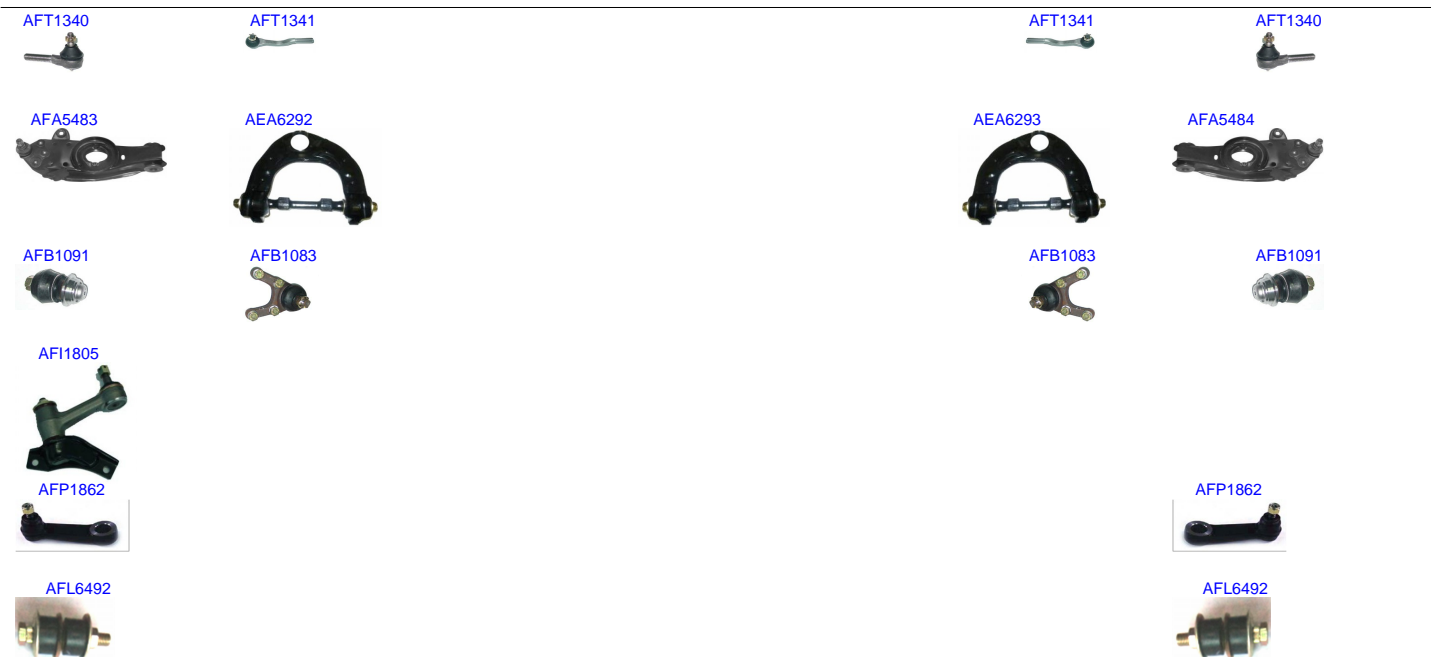 AFT1340 AFT1341 AFT1341 AFT1340
AFA5483 AEA6292 AEA6293 AFA5484
AFB1091 AFB1083 AFB1083 AFB1091
AFI1805
AFP1862 AFP1862
AFL6492 AFL6492